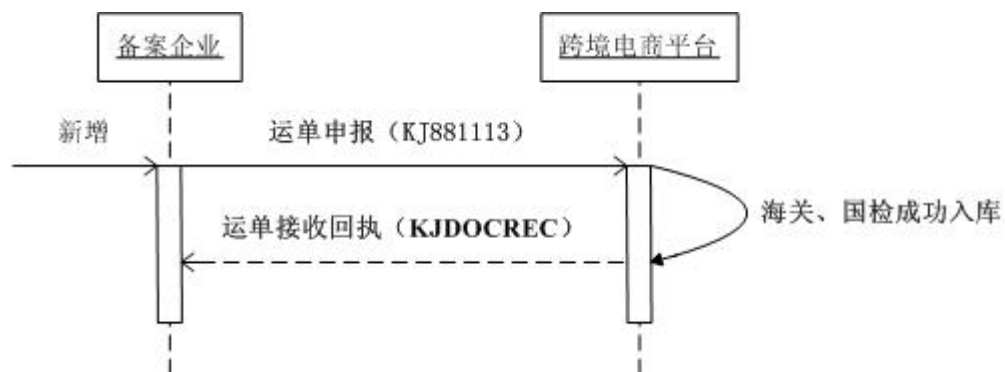 备案企业
跨境电商平台
新增
运单申报（KJ881113）
运单接收回执（KJDOCREC）
海关、国检成功入库